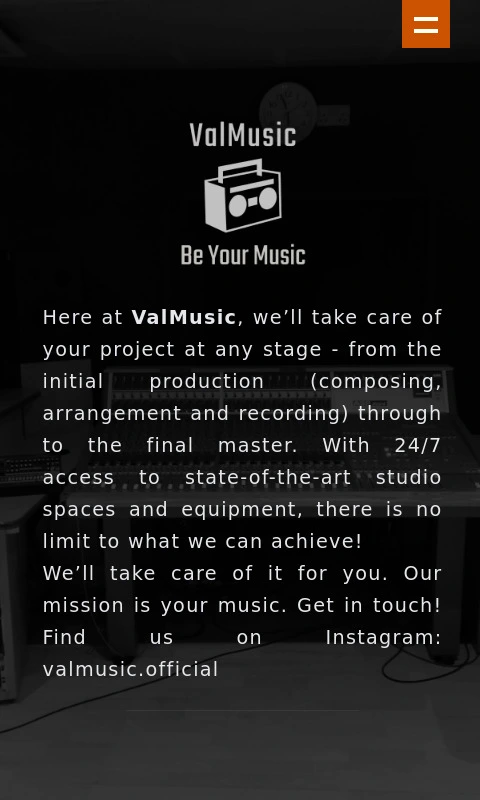 ValMusic
Be Your Music
Here at ValMusic, we’ll take care of
your project at any stage - from the
initial production (composing,
arrangement and recording) through
to the final master. With 24/7
access to state-of-the-art studio
spaces and equipment, there is no
limit to what we can achieve!
We’ll take care of it for you. Our
mission is your music. Get in touch!
Find us on Instagram:
valmusic.official